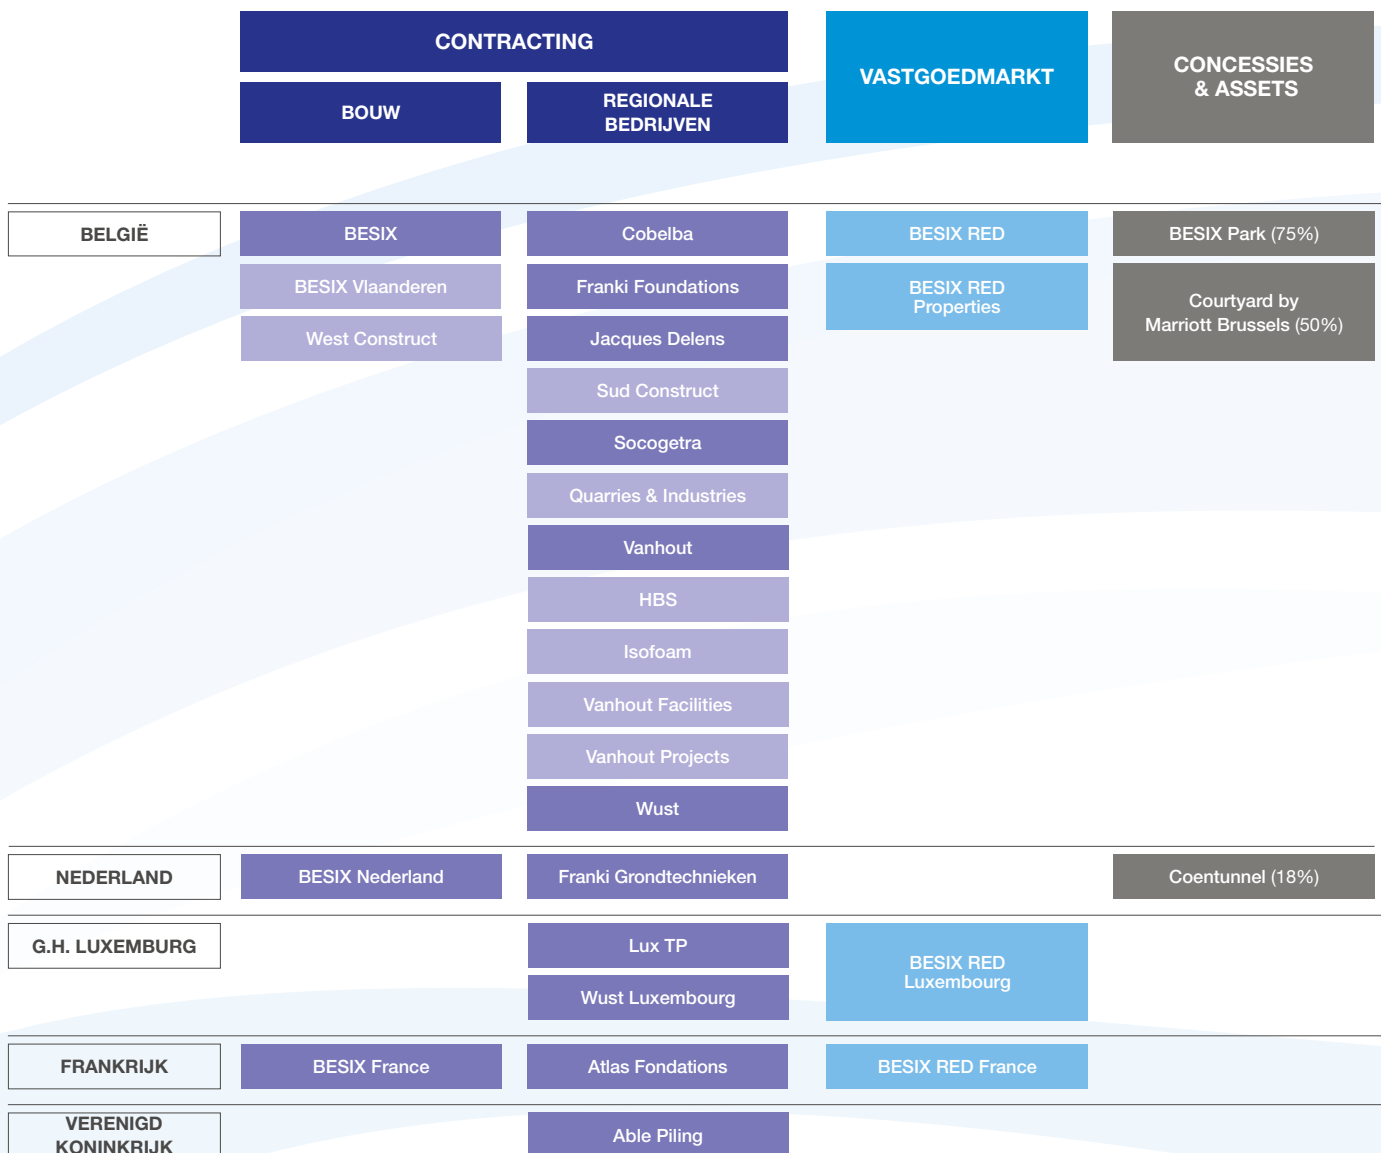 CONTRACTING
BOUW
REGIONALE
BEDRIJVEN
VASTGOEDMARKT
CONCESSIES
& ASSETS
BELGIË
BESIX
BESIX Vlaanderen
West Construct
Cobelba
Franki Foundations
Jacques Delens
Sud Construct
Socogetra
Quarries & Industries
Vanhout
HBS
Isofoam
Vanhout Facilities
Vanhout Projects
Wust
BESIX RED
BESIX RED
Properties
BESIX Park (75%)
Courtyard by
Marriott Brussels (50%)
NEDERLAND
BESIX Nederland
Franki Grondtechnieken
Coentunnel (18%)
G.H. LUXEMBURG
Lux TP
Wust Luxembourg
BESIX RED
Luxembourg
FRANKRIJK
BESIX France
Atlas Fondations
BESIX RED France
VERENIGD
KONINKRIJK
Able Piling